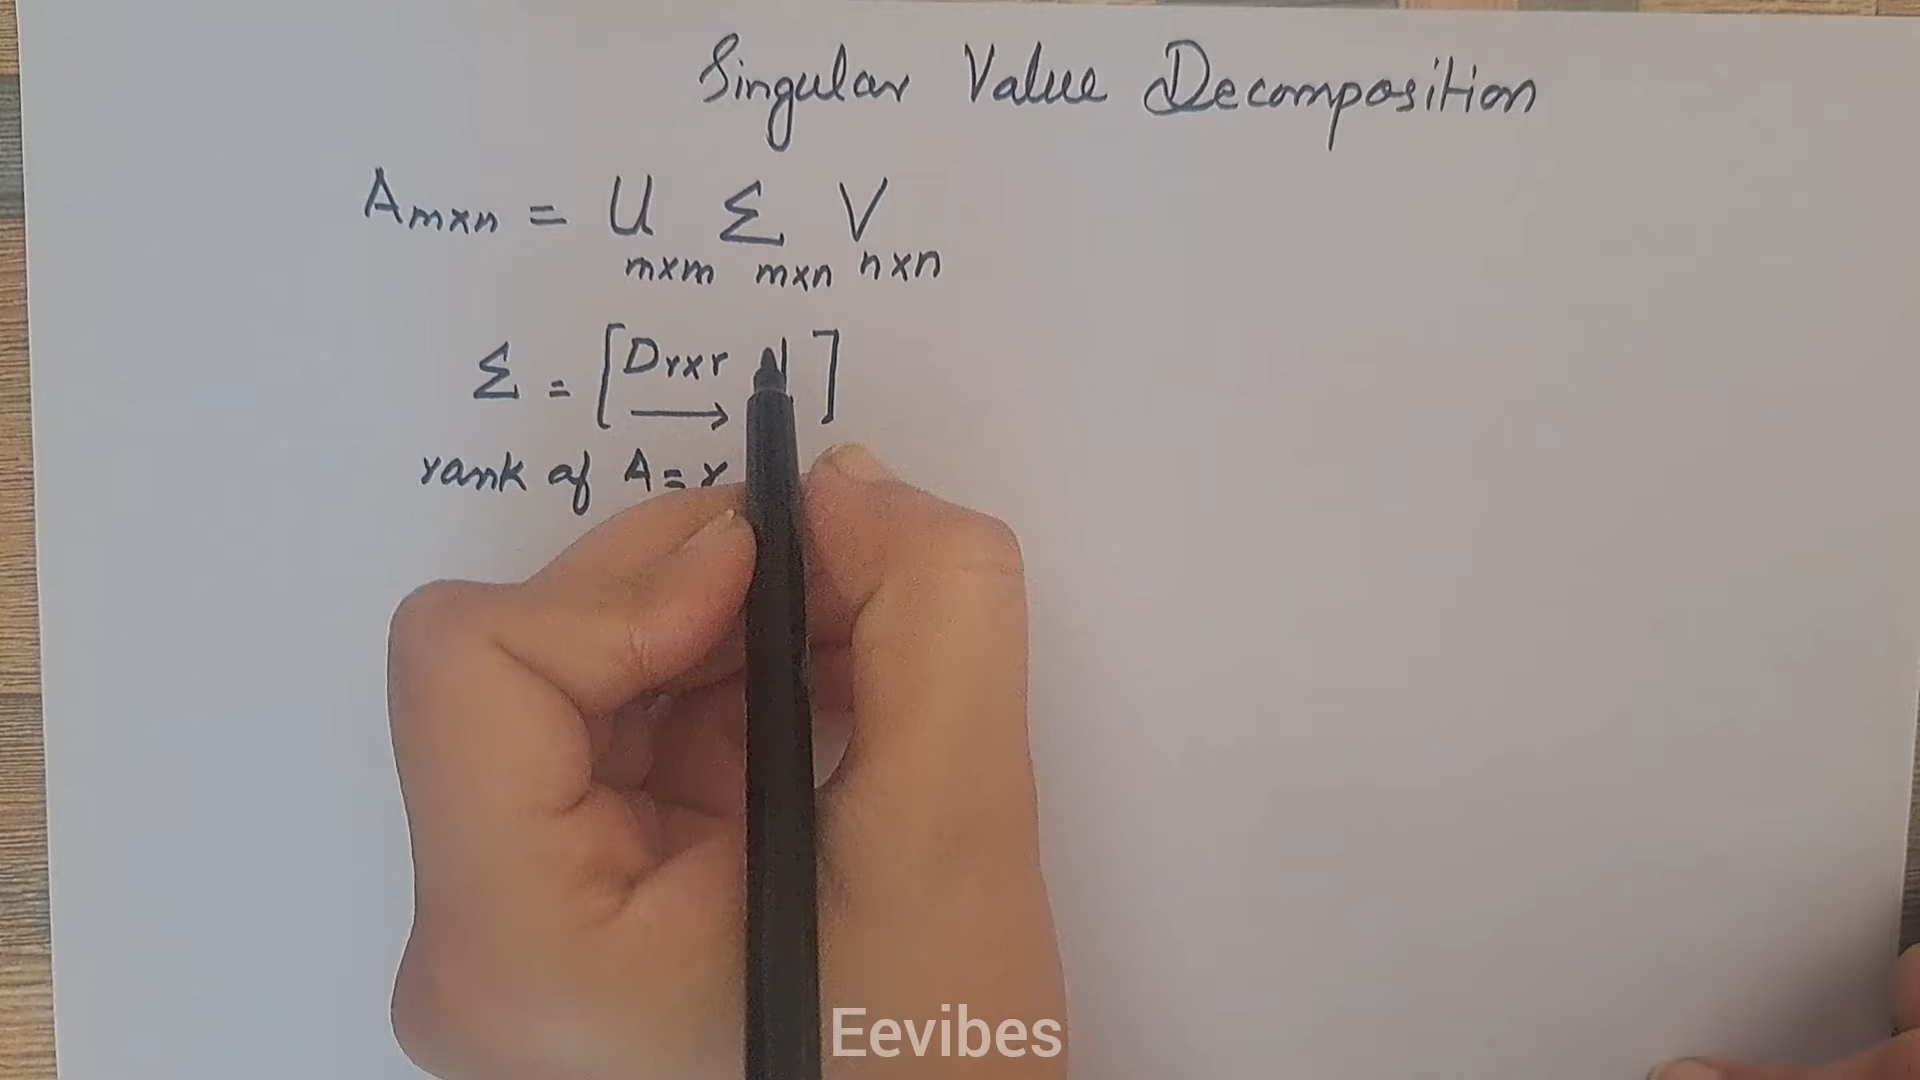 Singular Value Decomposition
Amxn = U Σ V
mxm mxn nxn
Σ = [Drxr ]
rank of A=r
Eevibes